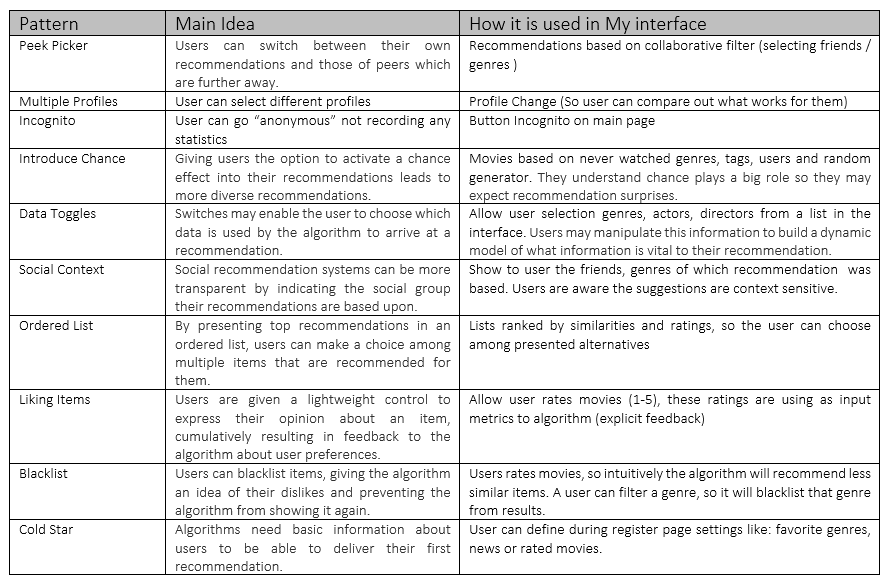 Pattern Main Idea How it is used in My interface
Peek Picker
Users can switch between their own
recommendations and those of peers which
are further away.
Recommendations based on collaborative filter (selecting friends /
genres )
Multiple Profiles
User can select different profiles
Profile Change (So user can compare out what works for them)
Incognito
User can go “anonymous” not recording any
statistics
Button Incognito on main page
Introduce Chance
Giving users the option to activate a chance
effect into their recommendations leads to
more diverse recommendations.
Movies based on never watched genres, tags, users and random
generator. They understand chance plays a big role so they may
expect recommendation surprises.
Data Toggles
Switches may enable the user to choose which
data is used by the algorithm to arrive at a
recommendation.
Allow user selection genres, actors, directors from a list in the
interface. Users may manipulate this information to build a dynamic
model of what information is vital to their recommendation.
Social Context
Social recommendation systems can be more
transparent by indicating the social group
their recommendations are based upon.
Show to user the friends, genres of which recommendation was
based. Users are aware the suggestions are context sensitive.
Ordered List
By presenting top recommendations in an
ordered list, users can make a choice among
multiple items that are recommended for
them.
Lists ranked by similarities and ratings, so the user can choose
among presented alternatives
Liking Items
Users are given a lightweight control to
express their opinion about an item,
cumulatively resulting in feedback to the
algorithm about user preferences.
Allow user rates movies (1-5), these ratings are using as input
metrics to algorithm (explicit feedback)
Blacklist
Users can blacklist items, giving the algorithm
an idea of their dislikes and preventing the
algorithm from showing it again.
Users rates movies, so intuitively the algorithm will recommend less
similar items. A user can filter a genre, so it will blacklist that genre
from results.
Cold Star
Algorithms need basic information about
users to be able to deliver their first
recommendation.
User can define during register page settings like: favorite genres,
news or rated movies.